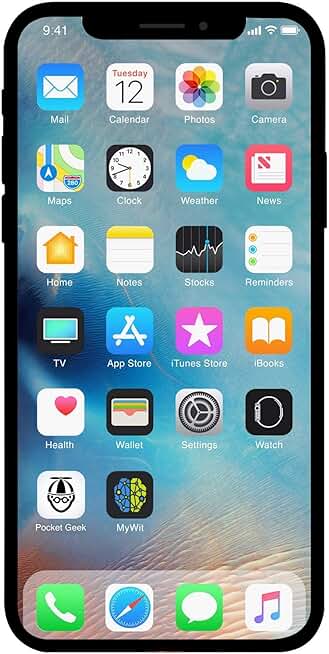 9:41
Mail
Tuesday
12
Calendar
Photos
Camera
Maps
280
Clock
Weather
News
Home
Notes
Stocks
Reminders
TV
App Store
iTunes Store
iBooks
Health
Wallet
Settings
Watch
Pocket Geek
MyWit